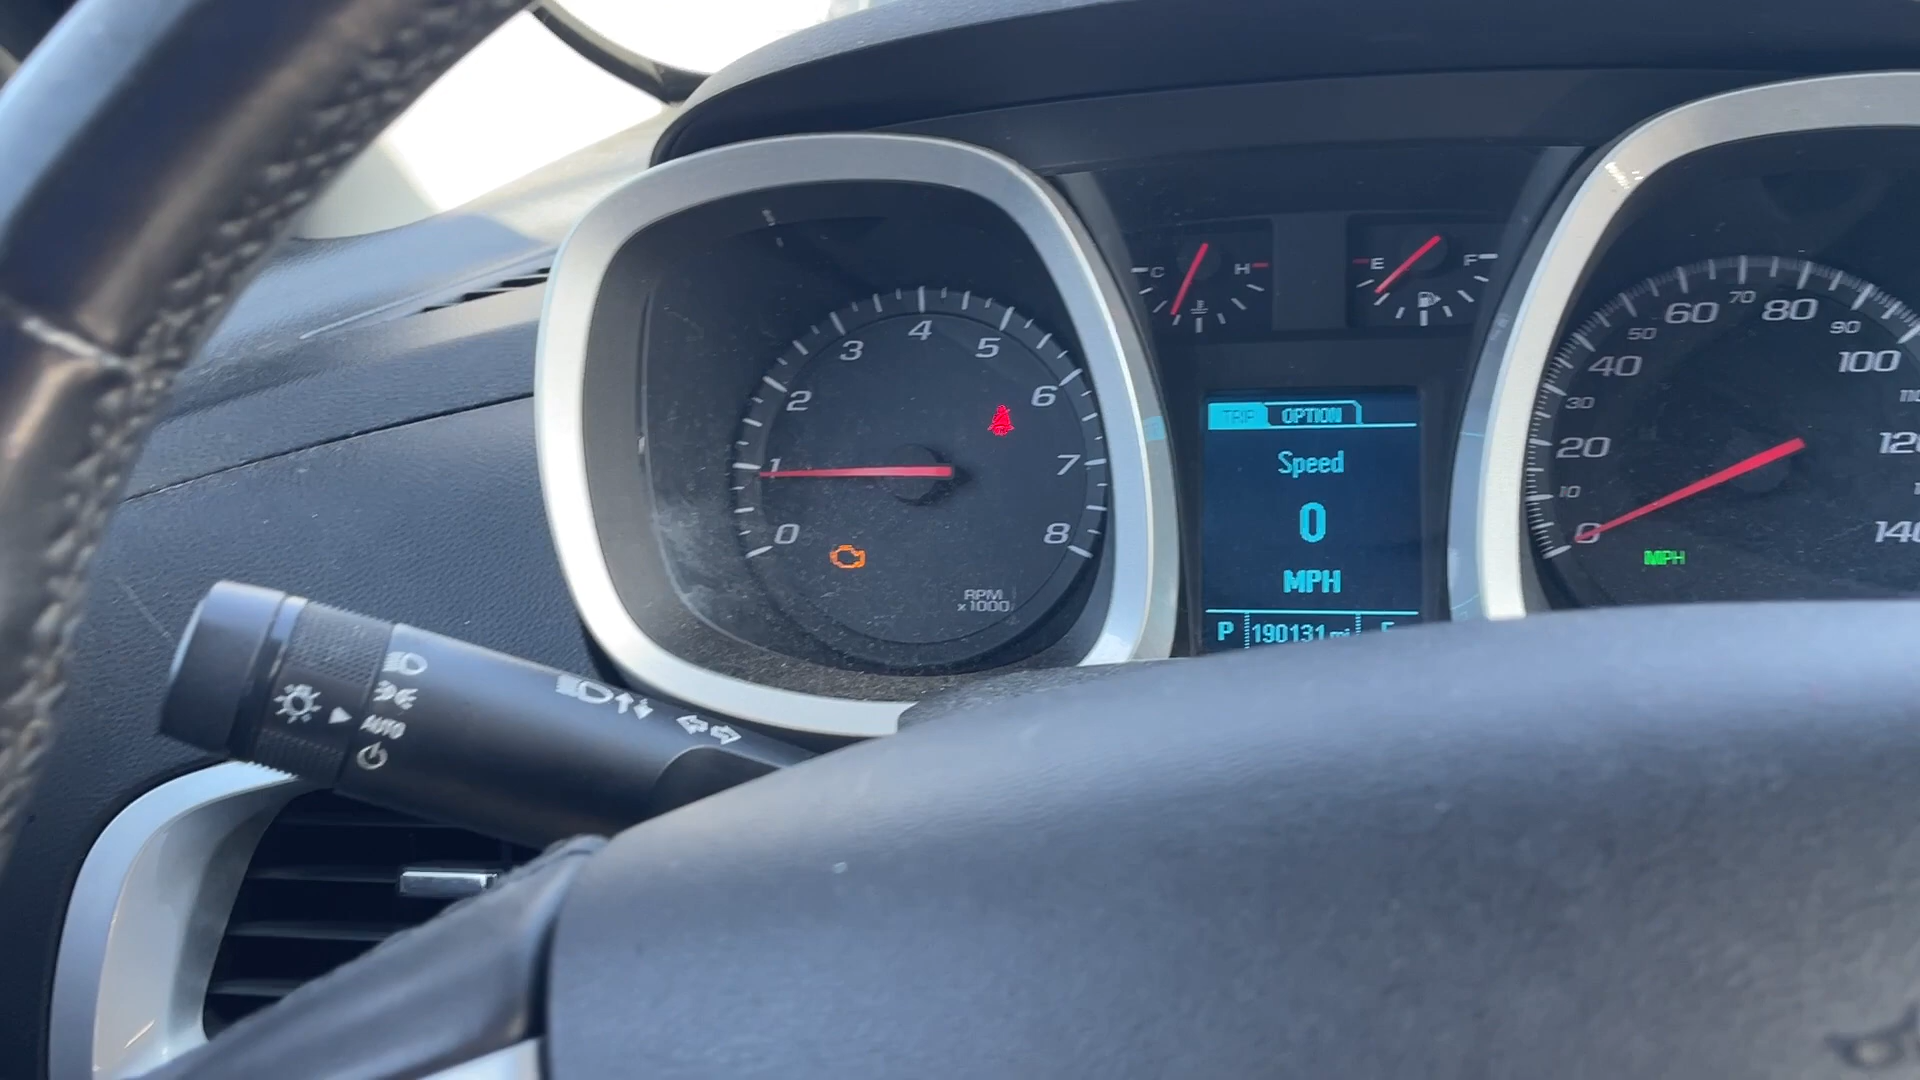 0 1 2 3 4 5 6 7 8
RPM
x1000
C H
E F
TRIP OPTION
Speed
0
MPH
P 190131 mi
0 10 20 30 40 50 60 70 80 90 100
140
MPH
AUTO